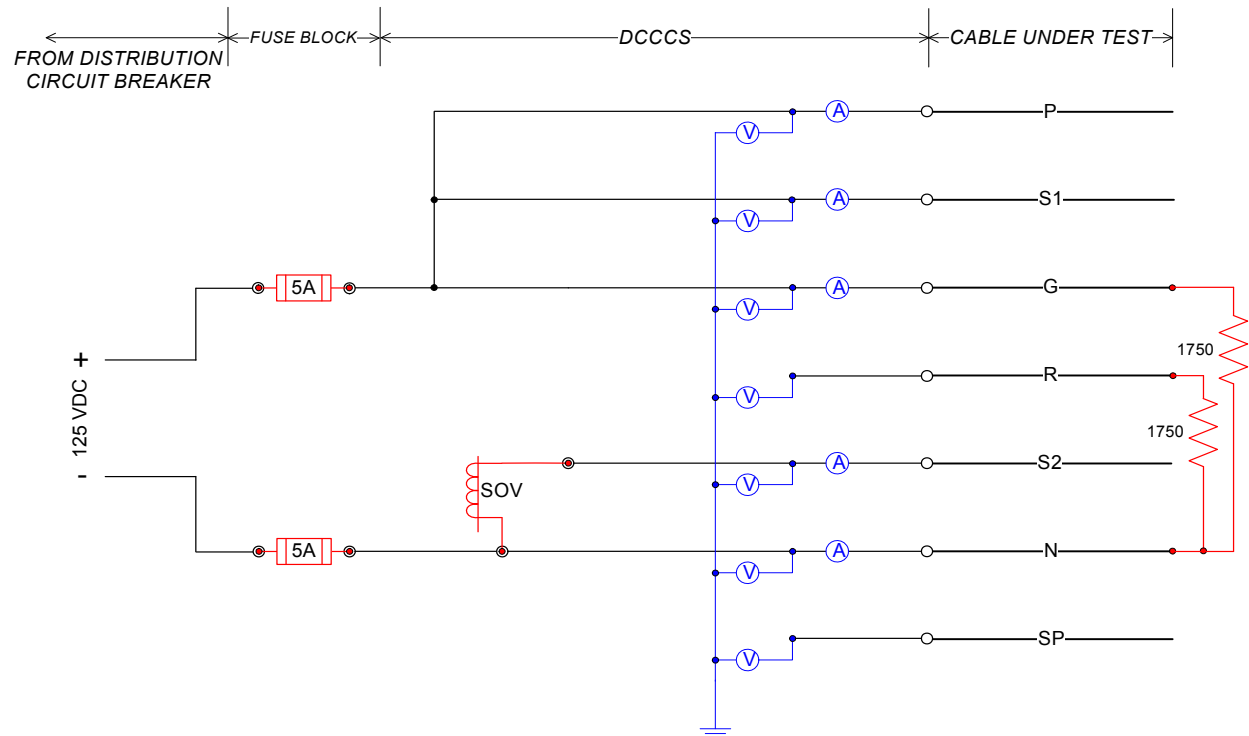 FROM DISTRIBUTION
CIRCUIT BREAKER
FUSE BLOCK
DCCCS
CABLE UNDER TEST
V
A
P
V
A
S1
5A
V
A
G
1750
125 VDC
+
-
V
R
1750
SOV
V
A
S2
5A
V
A
N
V
SP